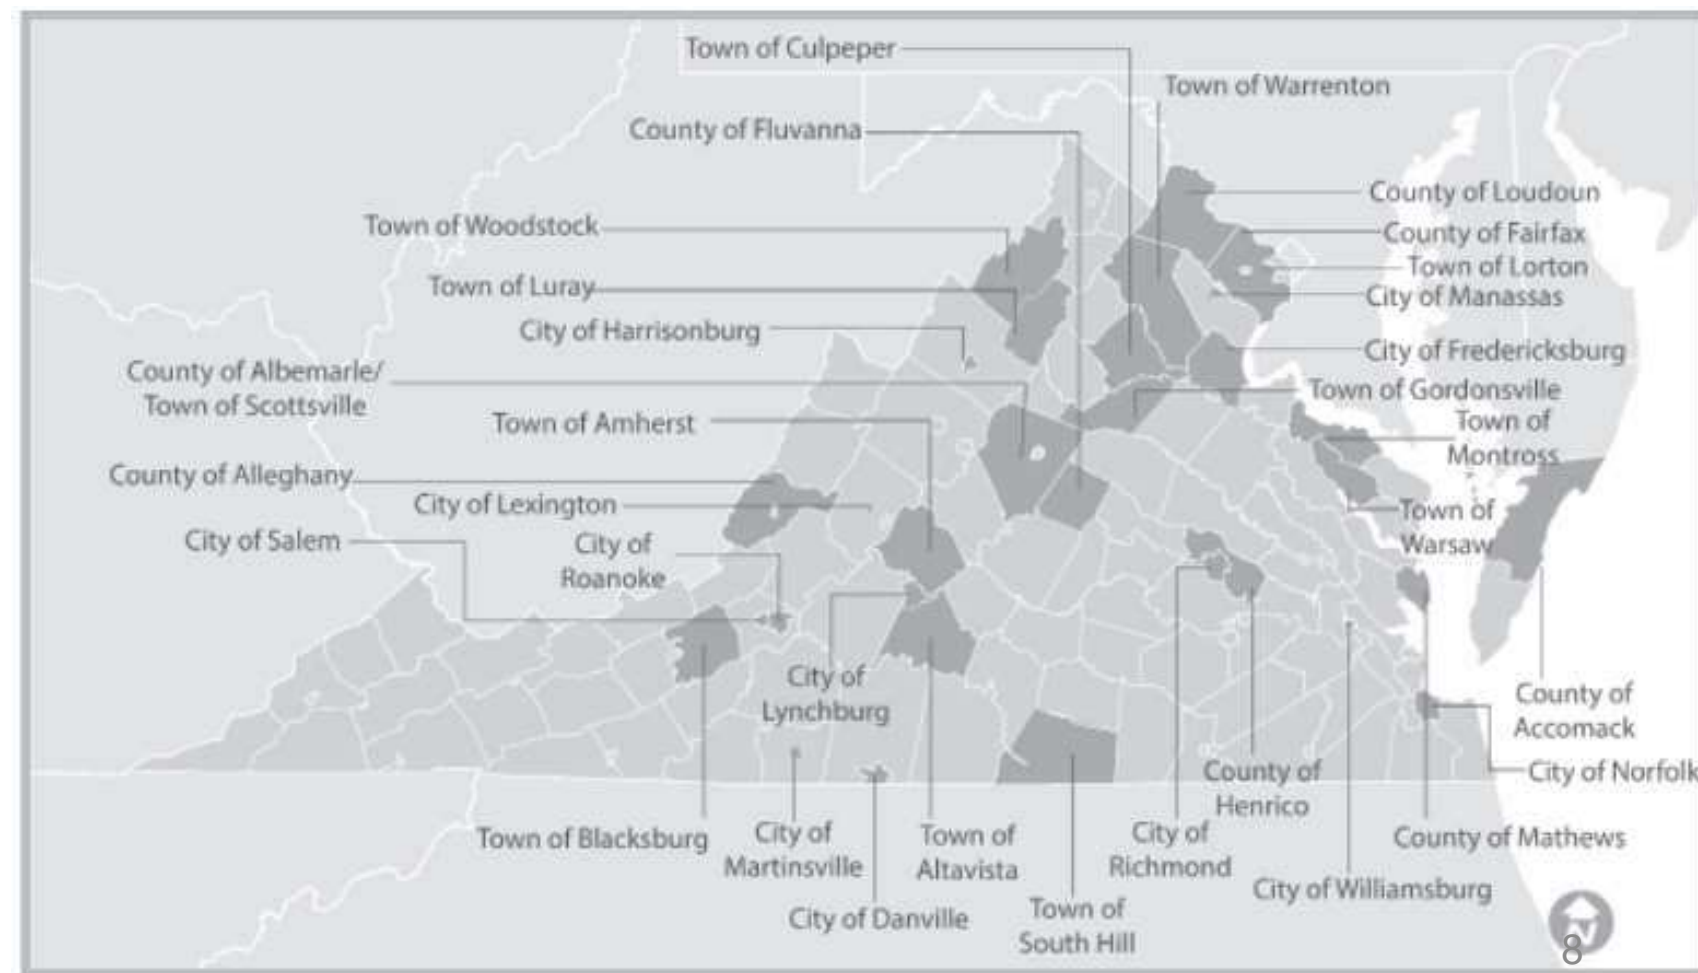 Town of Culpeper
Town of Warrenton
County of Fluvanna
County of Loudoun
Town of Woodstock
County of Fairfax
Town of Lorton
Town of Luray
City of Manassas
City of Harrisonburg
City of Fredericksburg
County of Albemarle/
Town of Scottsville
Town of Gordonsville
Town of Amherst
Town of
Montross
County of Alleghany
City of Lexington
Town of
Warsaw
City of Salem
City of
Roanoke
City of
Lynchburg
County of
Accomack
County of
Henrico
City of Norfolk
Town of Blacksburg
City of
Martinsville
Town of
Altavista
City of
Richmond
County of Mathews
City of Danville
Town of
South Hill
City of Williamsburg
N
8